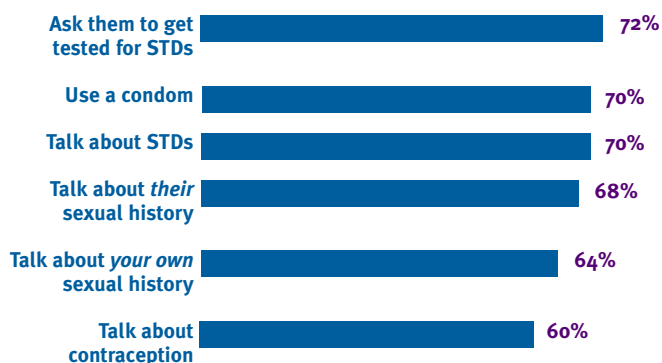 Ask them to get
tested for STDs
72%
Use a condom
70%
Talk about STDs
70%
Talk about their
sexual history
68%
Talk about your own
sexual history
64%
Talk about
contraception
60%